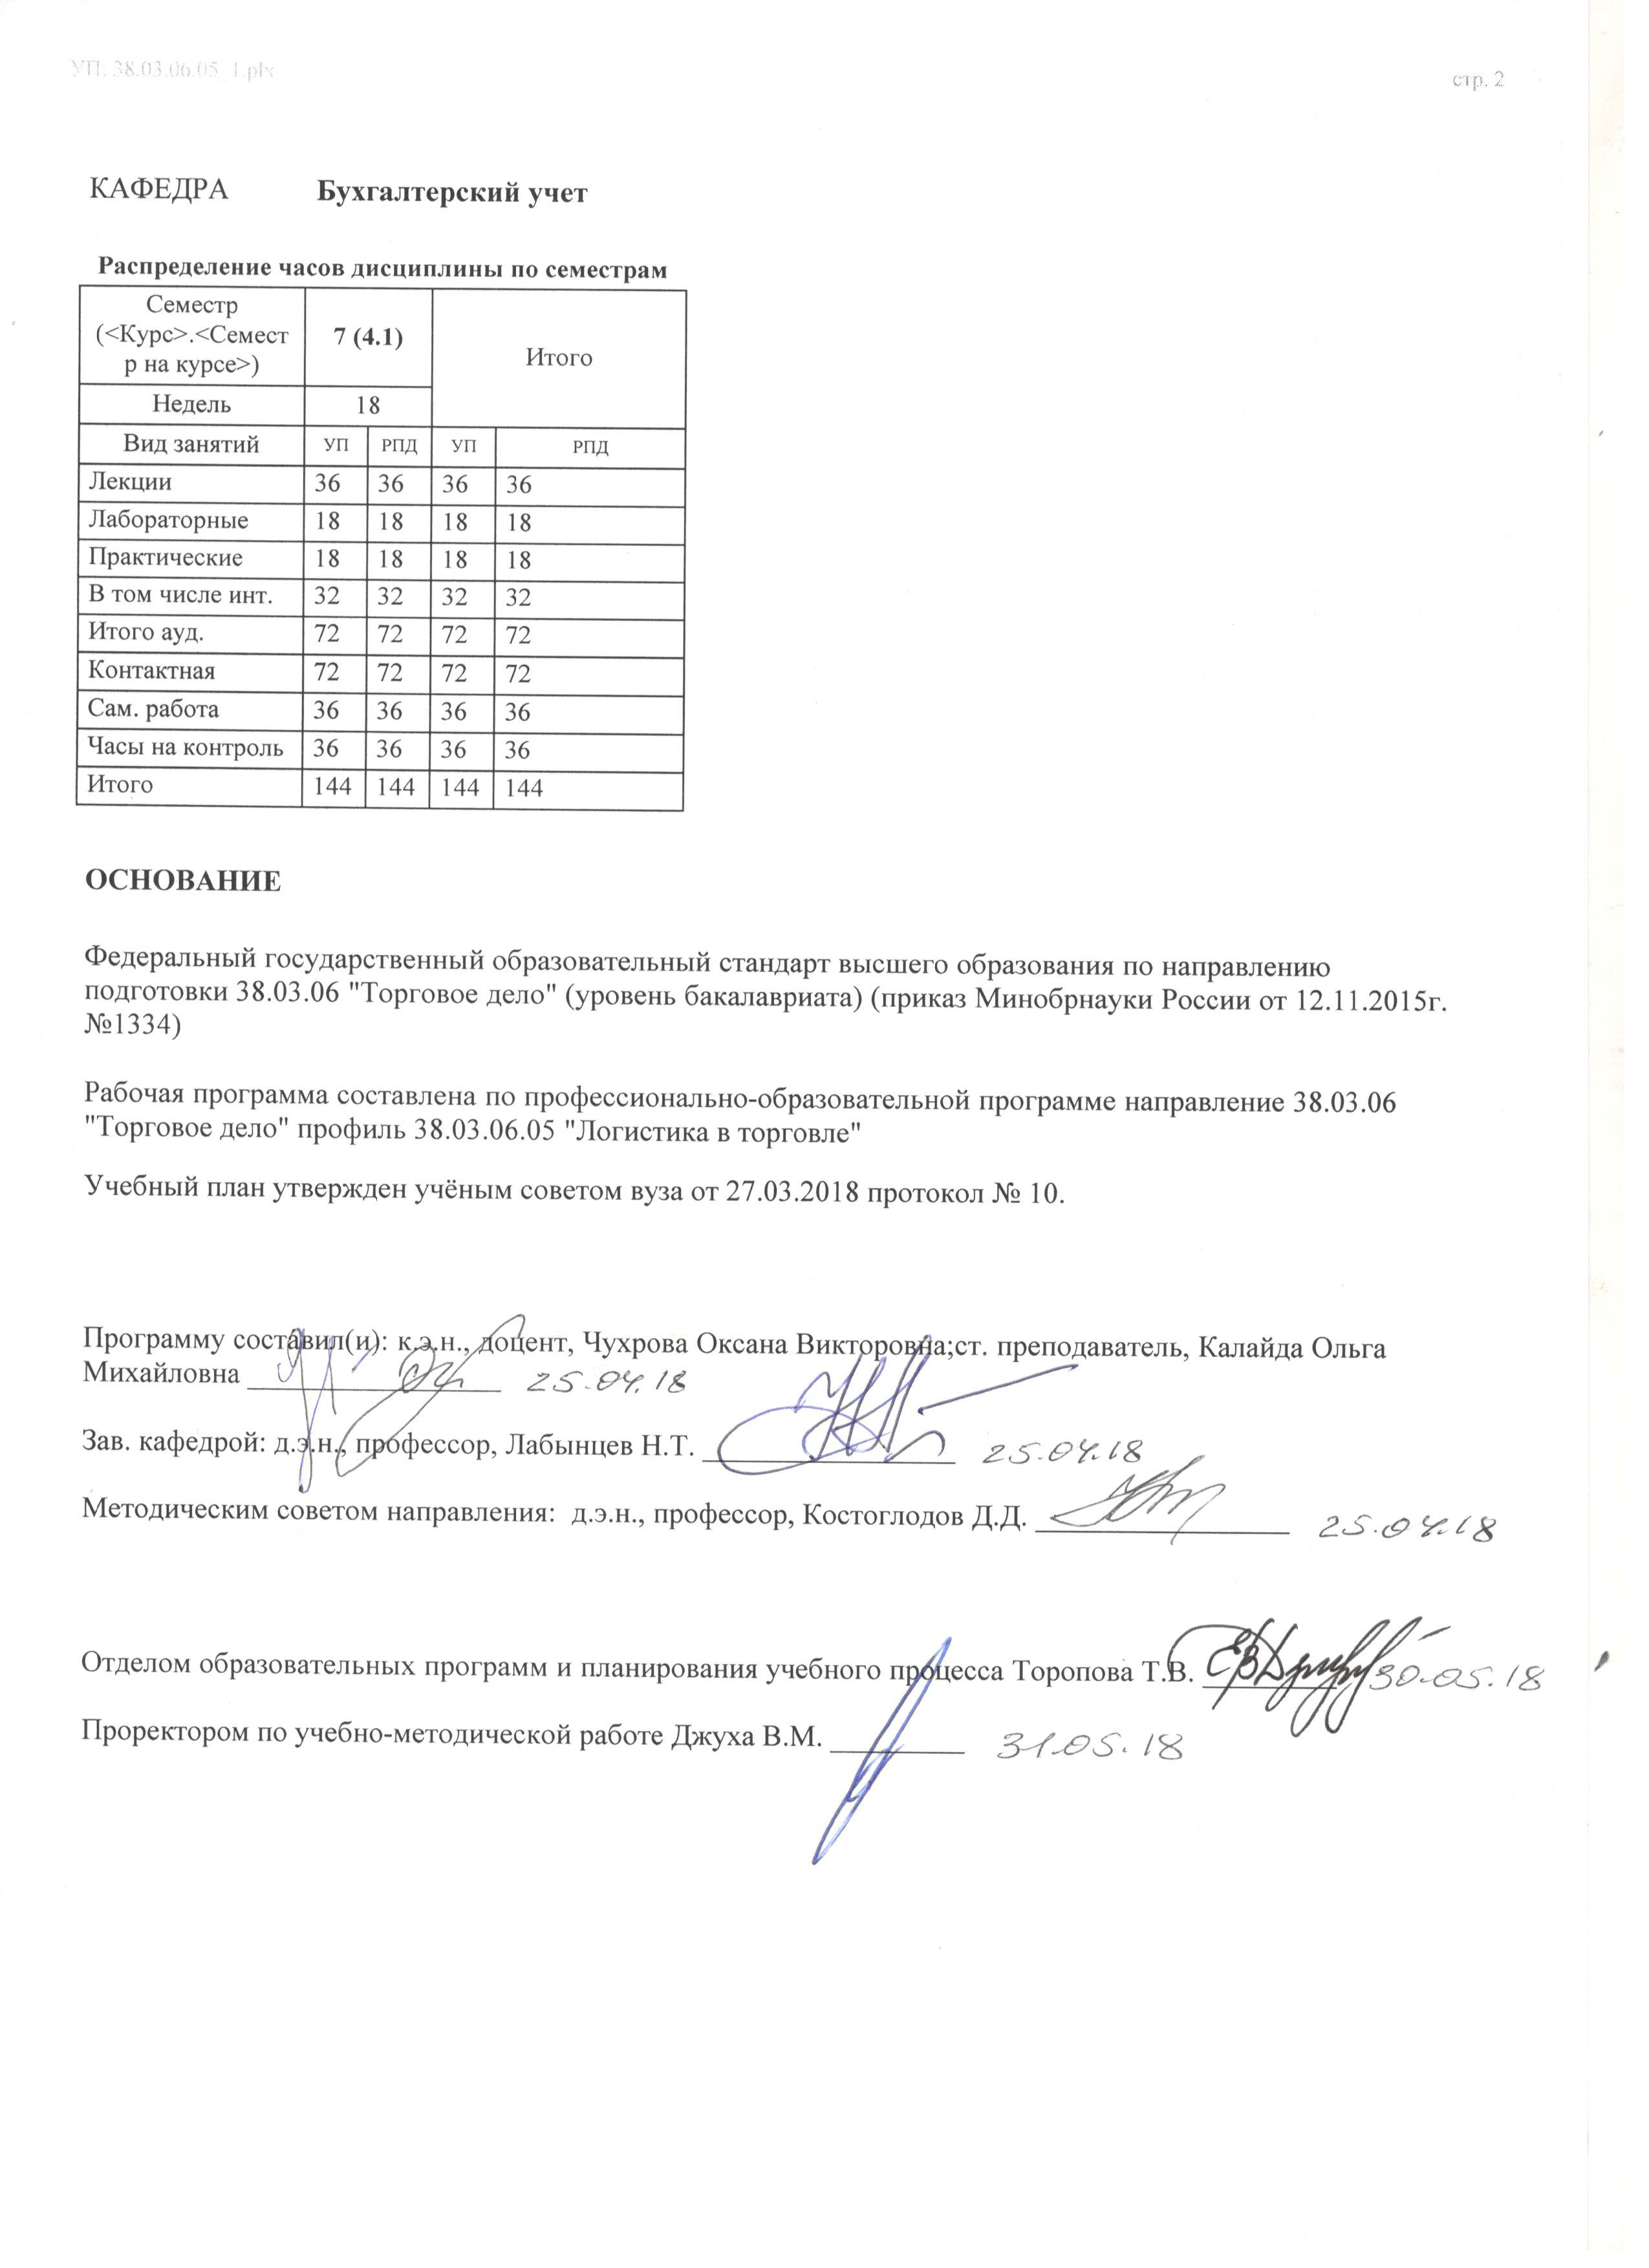 УП: 38.03.06.05_1.plx
стр. 2
КАФЕДРА Бухгалтерский учет
Распределение часов дисциплины по семестрам
Семестр
(<Курс>.<Семест
р на курсе>) 7 (4.1) Итого
Недель 18
Вид занятий УП РПД УП РПД
Лекции 36 36 36 36
Лабораторные 18 18 18 18
Практические 18 18 18 18
В том числе инт. 32 32 32 32
Итого ауд. 72 72 72 72
Контактная 72 72 72 72
Сам. работа 36 36 36 36
Часы на контроль 36 36 36 36
Итого 144 144 144 144
ОСНОВАНИЕ
Федеральный государственный образовательный стандарт высшего образования по направлению
подготовки 38.03.06 "Торговое дело" (уровень бакалавриата) (приказ Минобрнауки России от 12.11.2015г.
№1334)
Рабочая программа составлена по профессионально-образовательной программе направление 38.03.06
"Торговое дело" профиль 38.03.06.05 "Логистика в торговле"
Учебный план утвержден учёным советом вуза от 27.03.2018 протокол № 10.
Программу составил(и): к.э.н., доцент, Чухрова Оксана Викторовна;ст. преподаватель, Калайда Ольга
Михайловна 25.04.18
Зав. кафедрой: д.э.н., профессор, Лабынцев Н.Т. 25.04.18
Методическим советом направления: д.э.н., профессор, Костоглодов Д.Д. 25.04.18
Отделом образовательных программ и планирования учебного процесса Торопова Т.В. 30.05.18
Проректором по учебно-методической работе Джуха В.М. 31.05.18